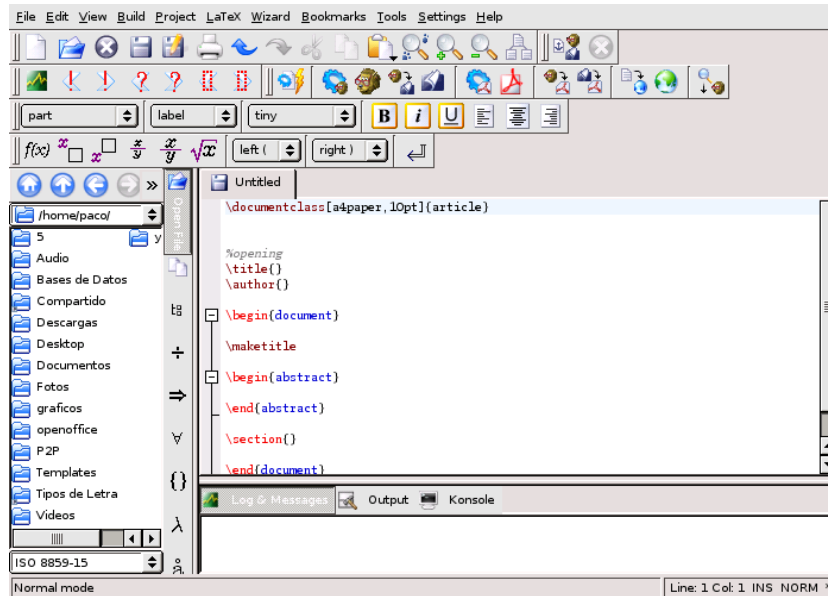 File Edit View Build Project LaTeX Wizard Bookmarks Tools Settings Help
part label tiny B i U
f(x) x x x y x y √x left ( right )
Untitled
/home/paco/
Open File
5 y
Audio
Bases de Datos
Compartido
Descargas
Desktop
Documentos
Fotos
graficos
openoffice
P2P
Templates
Tipos de Letra
Videos
ISO 8859-15
\documentclass[a4paper,10pt]{article}
%opening
\title{}
\author{}
\begin{document}
\maketitle
\begin{abstract}
\end{abstract}
\section{}
\end{document}
÷
⇒
∀
{}
λ
å
Log & Messages Output Konsole
Normal mode Line: 1 Col: 1 INS NORM *